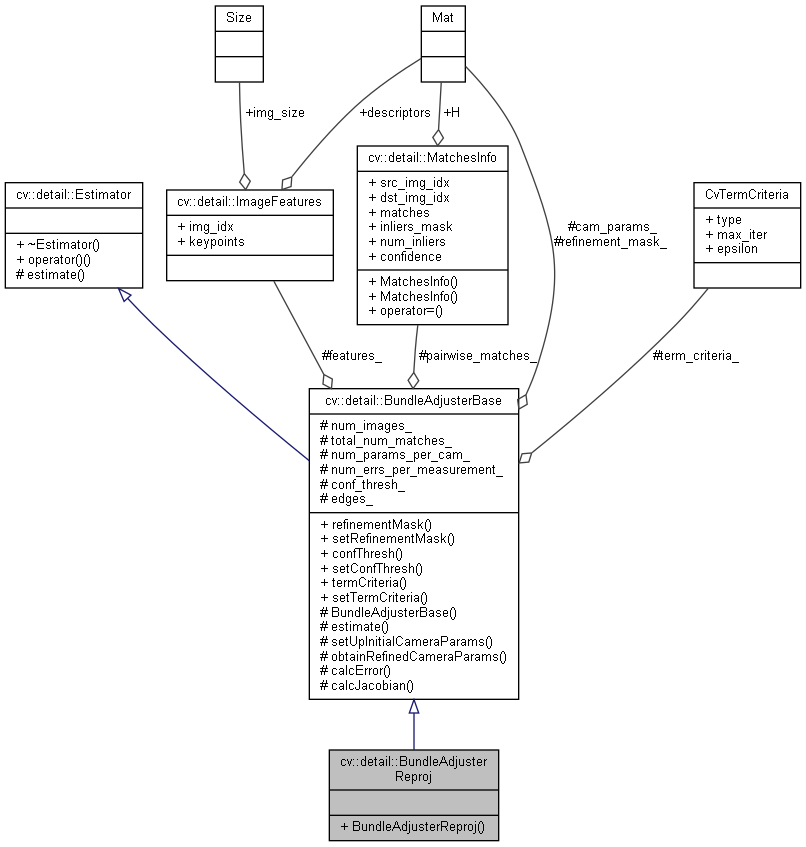 Size
Mat
+img_size
+descriptors
+H
cv::detail::MatchesInfo
+ src_img_idx
+ dst_img_idx
+ matches
+ inliers_mask
+ num_inliers
+ confidence
+ MatchesInfo()
+ MatchesInfo()
+ operator=()
cv::detail::Estimator
+ ~Estimator()
+ operator()()
# estimate()
cv::detail::ImageFeatures
+ img_idx
+ keypoints
#cam_params_
#refinement_mask_
CvTermCriteria
+ type
+ max_iter
+ epsilon
#features_
#pairwise_matches_
#term_criteria_
cv::detail::BundleAdjusterBase
# num_images_
# total_num_matches_
# num_params_per_cam_
# num_errs_per_measurement_
# conf_thresh_
# edges_
+ refinementMask()
+ setRefinementMask()
+ confThresh()
+ setConfThresh()
+ termCriteria()
+ setTermCriteria()
# BundleAdjusterBase()
# estimate()
# setUpInitialCameraParams()
# obtainRefinedCameraParams()
# calcError()
# calcJacobian()
cv::detail::BundleAdjuster
Reproj
+ BundleAdjusterReproj()